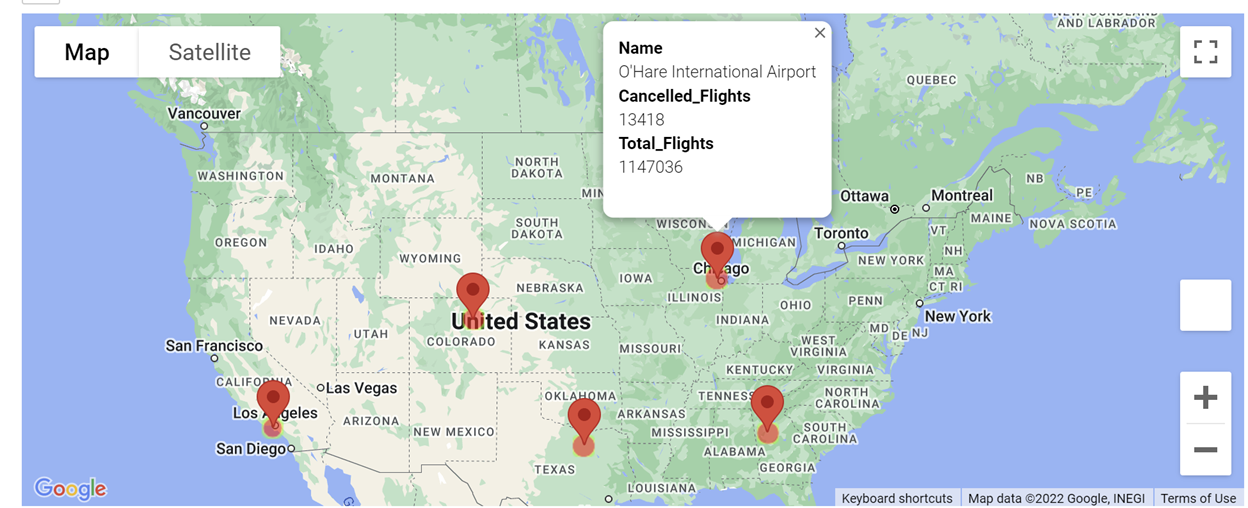 Map
Satellite
Name
O'Hare International Airport
Cancelled_Flights
13418
Total_Flights
1147036
AND LABRADOR
QUEBEC
Vancouver
WASHINGTON
MONTANA
NORTH
DAKOTA
NB
PE
Ottawa
Montreal
MAINE
NOVA SCOTIA
SOUTH
DAKOTA
Toronto
VT
NH
OREGON
IDAHO
WYOMING
MICHIGAN
NEW YORK
MA
CT RI
Chicago
IOWA
NEBRASKA
ILLINOIS
OHIO
PENN
INDIANA
New York
NEVADA
United States
UTAH
COLORADO
KANSAS
MISSOURI
WEST
VIRGINIA
MD
DE
NJ
San Francisco
KENTUCKY
VIRGINIA
CALIFORNIA
Las Vegas
OKLAHOMA
TENNESS
NORTH
CAROLINA
Los Angeles
ARIZONA
NEW MEXICO
ARKANSAS
MISSISSIPPI
SOUTH
CAROLINA
San Diego
ALABAMA
TEXAS
GEORGIA
LOUISIANA
Google
Keyboard shortcuts
Map data ©2022 Google, INEGI
Terms of Use